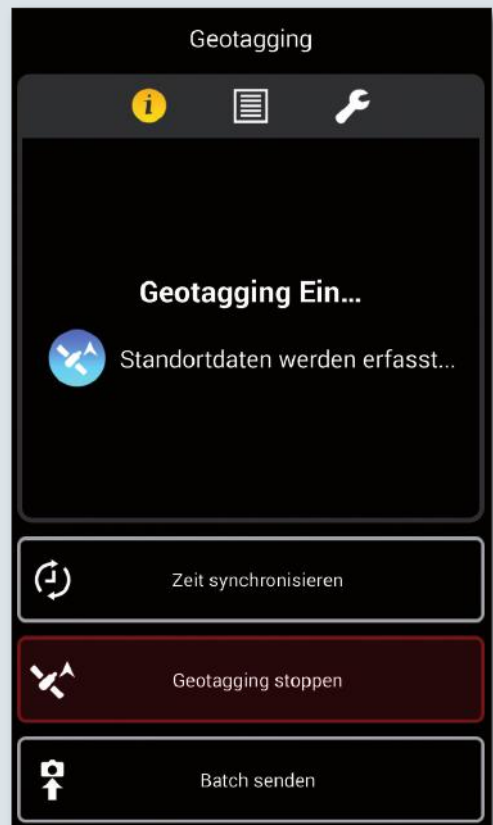 Geotagging
Geotagging Ein...
Standortdaten werden erfasst...
Zeit synchronisieren
Geotagging stoppen
Batch senden